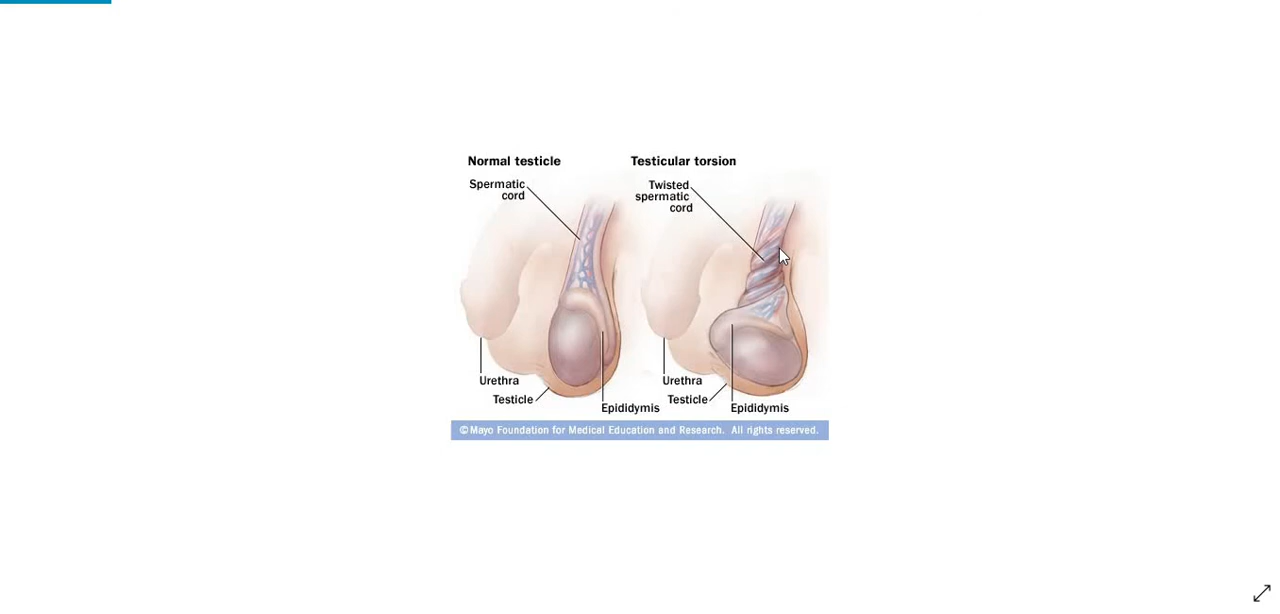 Normal testicle
Spermatic
cord
Urethra
Testicle
Epididymis
Testicular torsion
Twisted
spermatic
cord
Urethra
Testicle
Epididymis
©Mayo Foundation for Medical Education and Research. All rights reserved.